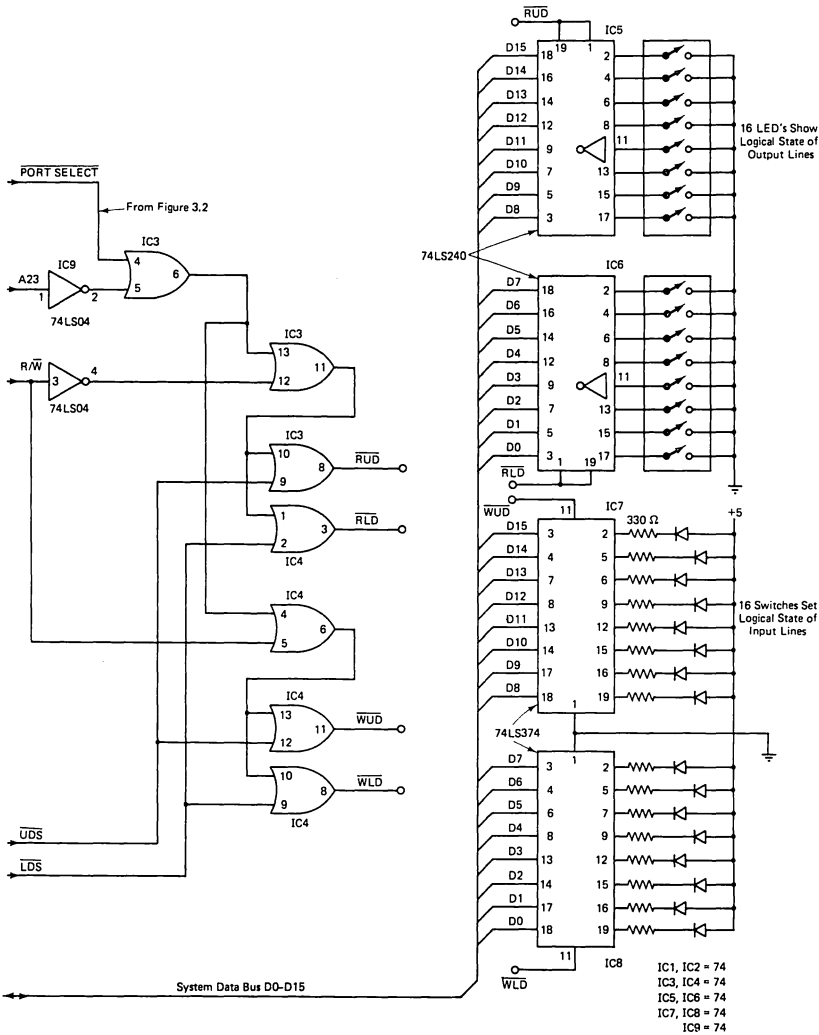 RUD
IC5
D15 18 19 1 2
D14 16 4
D13 14 6
D12 12 8
D11 9 11
D10 7 13
D9 5 15
D8 3 17
16 LED's Show
Logical State of
Output Lines
74LS240
IC6
D7 18 2
D6 16 4
D5 14 6
D4 12 8
D3 9 11
D2 7 13
D1 5 15
D0 3 1 19 17
RLD
WUD
11
IC7
330 Ω
+5
D15 3 2
D14 4 5
D13 7 6
D12 8 9
D11 13 12
D10 14 15
D9 17 16
D8 18 1 19
16 Switches Set
Logical State of
Input Lines
74LS374
1
D7 3 2
D6 4 5
D5 6 7
D4 8 9
D3 13 12
D2 14 15
D1 17 16
D0 18 19
11
IC8
WLD
PORT SELECT
From Figure 3.2
IC9
A23
1 2
74LS04
IC3
4
5
6
R/W
3 4
74LS04
IC3
13
12
11
IC3
10
9
8
RUD
1
2
3
RLD
IC4
IC4
4
5
6
IC4
13
12
11
WUD
10
9
8
WLD
IC4
UDS
LDS
System Data Bus D0-D15
IC1, IC2 = 74
IC3, IC4 = 74
IC5, IC6 = 74
IC7, IC8 = 74
IC9 = 74